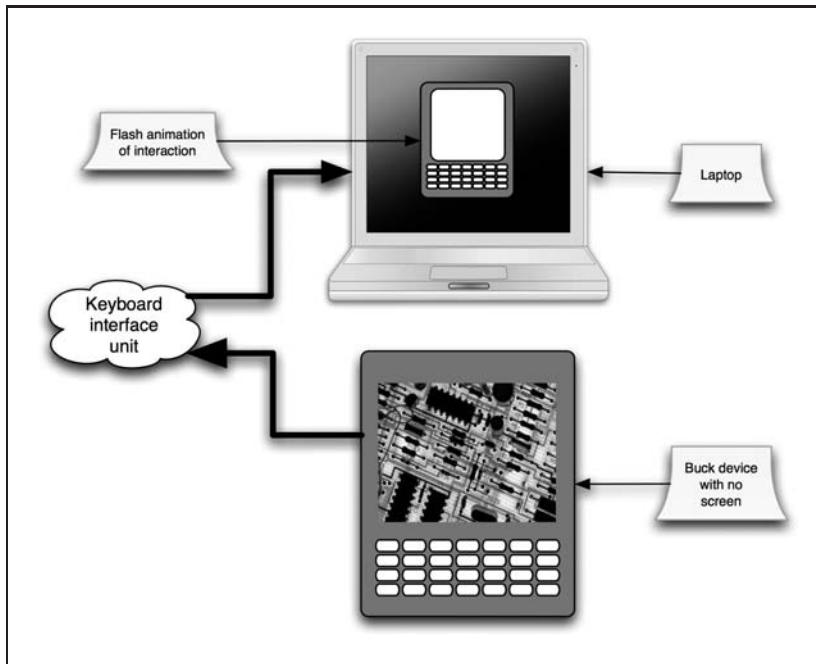 Flash animation
of interaction
Laptop
Keyboard
interface
unit
Buck device
with no
screen